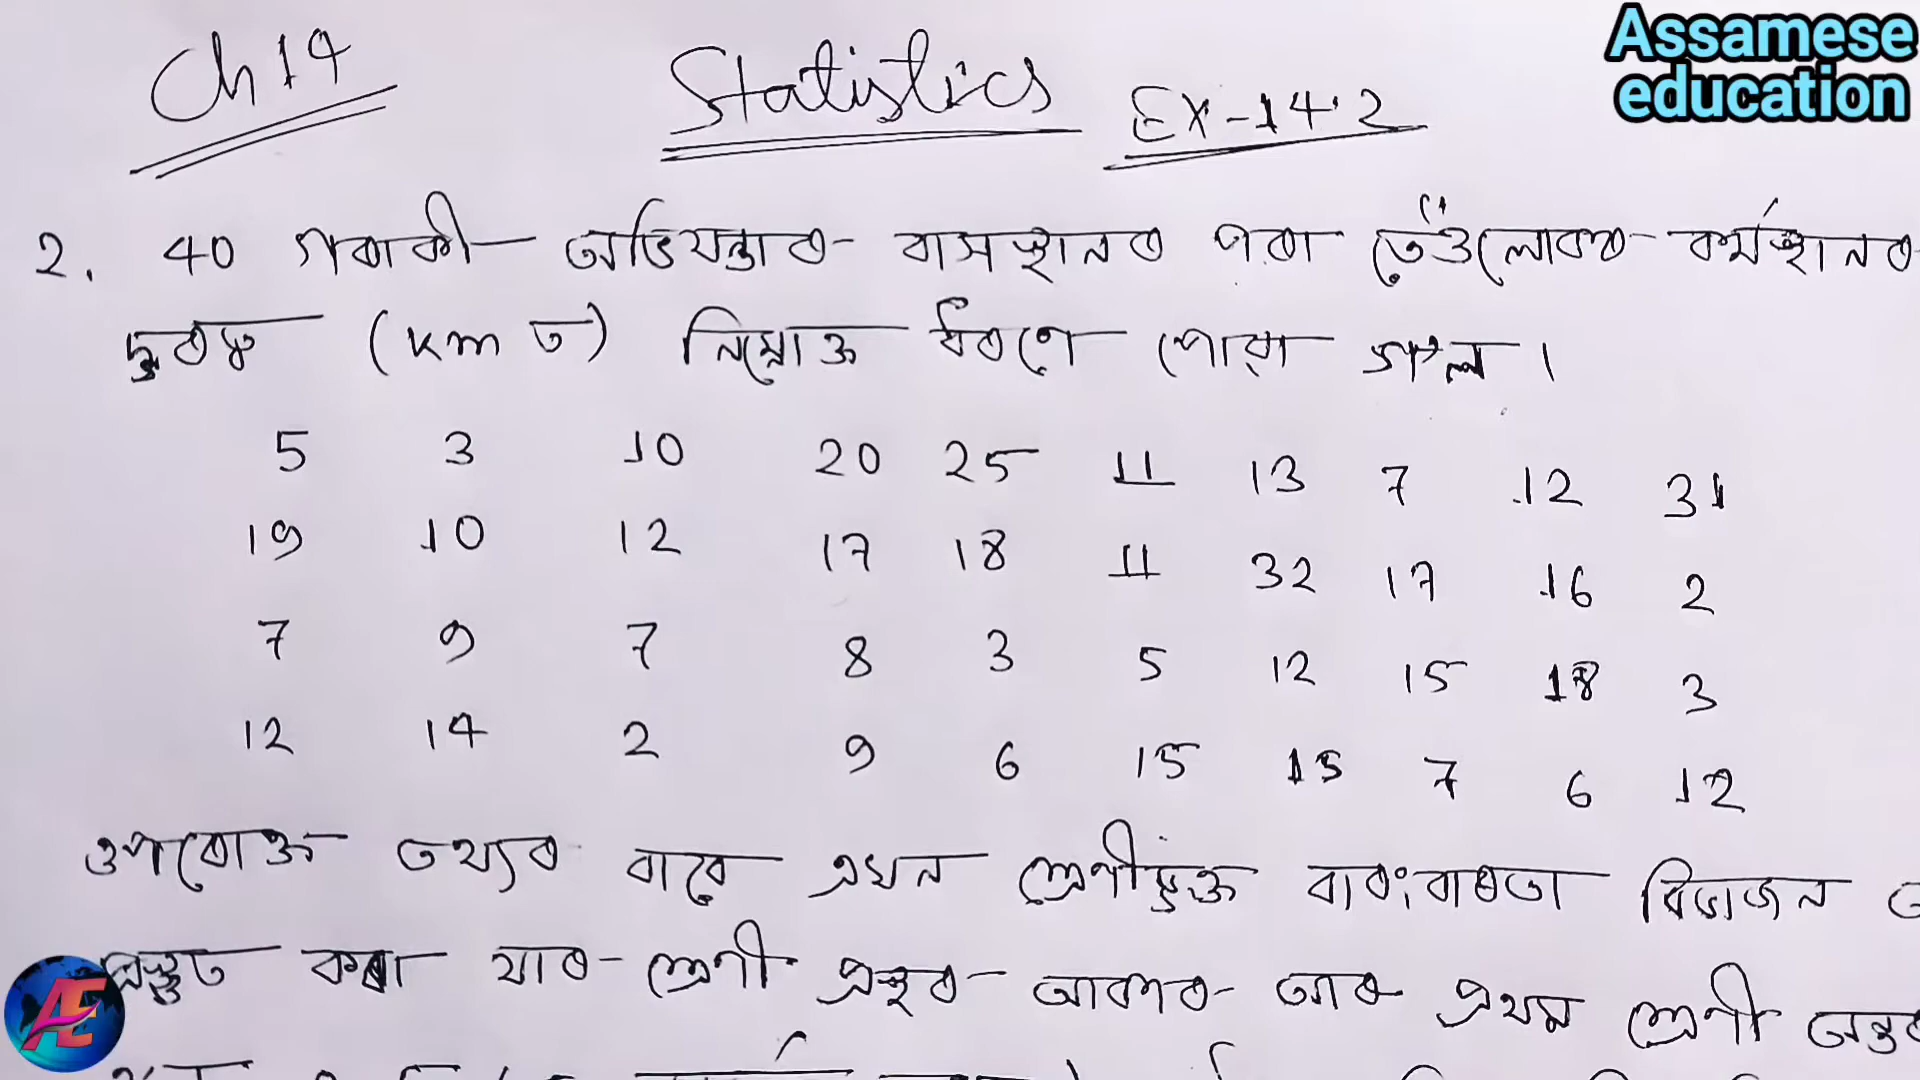 Ch 14 Statistics Ex-14.2
Assamese
education
২. 40 গৰাকী অভিযন্তাৰ বাসস্থানৰ পৰা তেওঁলোকৰ কৰ্মস্থানৰ
দূৰত্ব (km ত) নিম্নোক্ত ধৰণে পোৱা গ'ল।
5 3 10 20 25 11 13 7 12 31
19 10 12 17 18 11 32 17 16 2
7 9 7 8 3 5 12 15 18 3
12 14 2 9 6 15 15 7 6 12
উপৰোক্ত তথ্যৰ বাবে এখন শ্ৰেণীযুক্ত বাৰংবাৰতা বিভাজন
প্ৰস্তুত কৰা যাৰ শ্ৰেণী প্ৰস্থৰ আকাৰ আৰু প্ৰথম শ্ৰেণী
AE